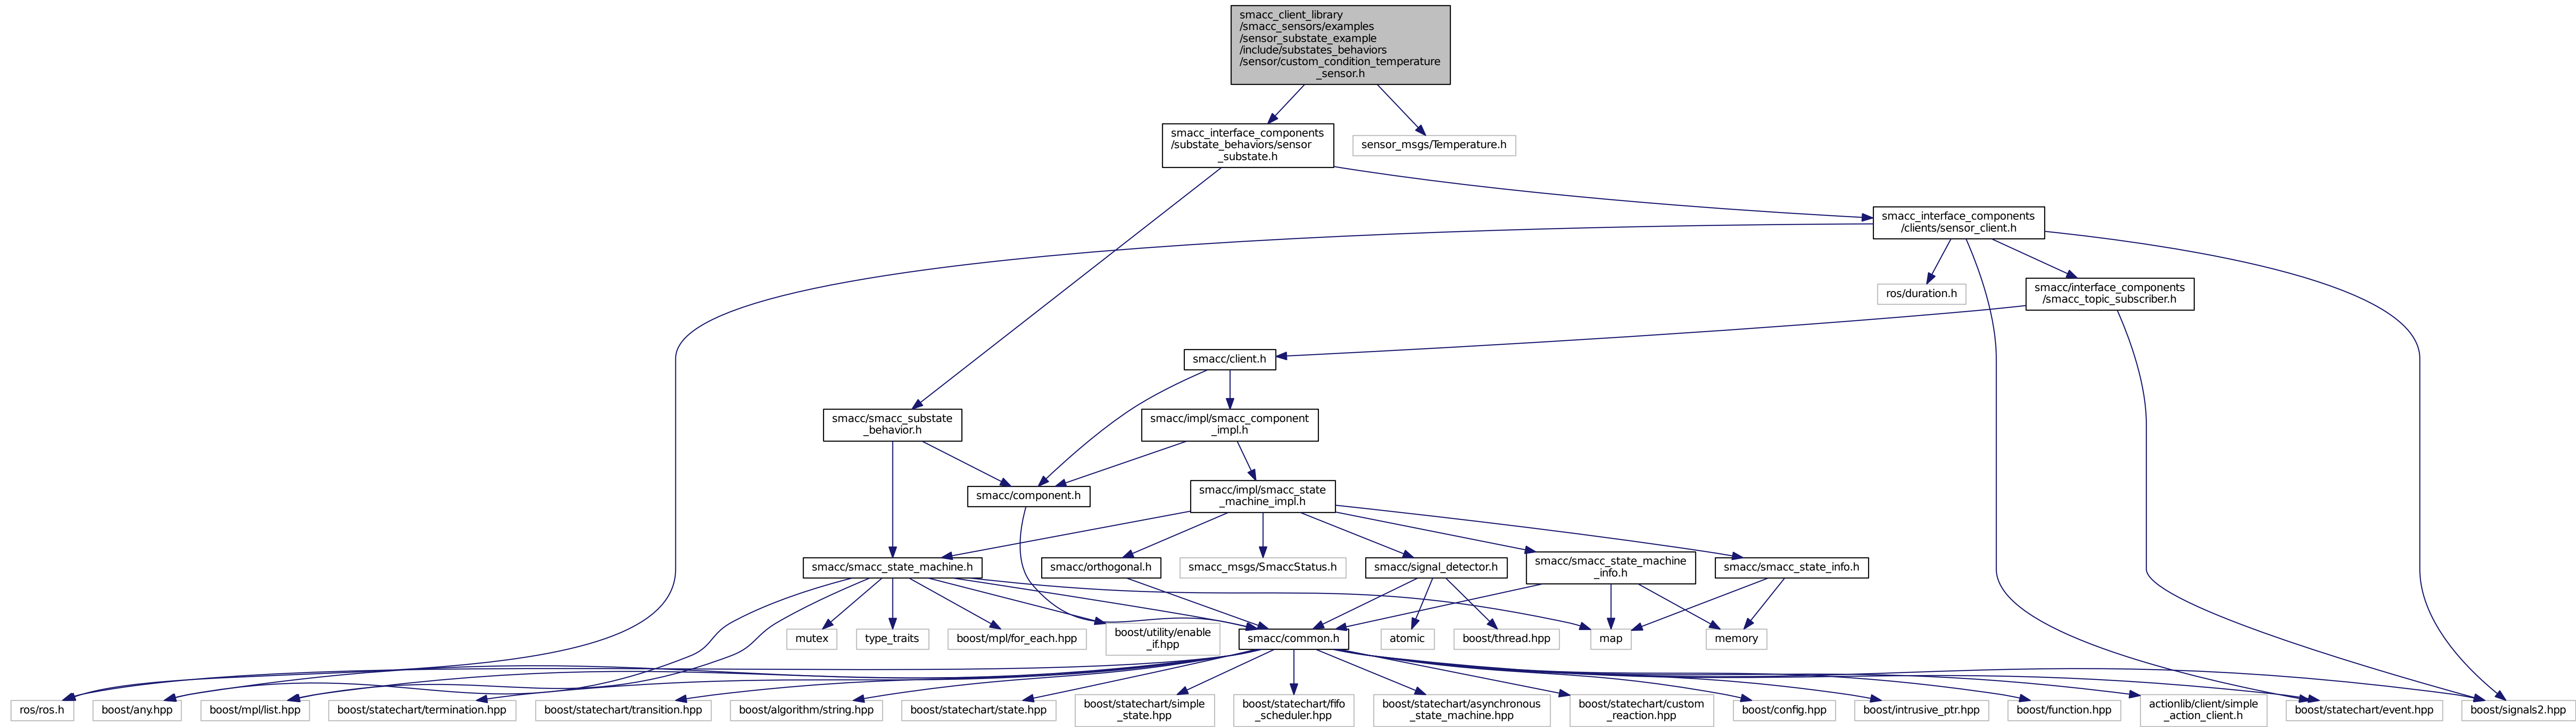 smacc_client_library
/smacc_sensors/examples
/sensor_substate_example
/include/substates_behaviors
/sensor/custom_condition_temperature
_sensor.h
smacc_interface_components
/substate_behaviors/sensor
_substate.h
sensor_msgs/Temperature.h
smacc_interface_components
/clients/sensor_client.h
ros/duration.h
smacc/interface_components
/smacc_topic_subscriber.h
smacc/client.h
smacc/smacc_substate
_behavior.h
smacc/impl/smacc_component
_impl.h
smacc/component.h
smacc/impl/smacc_state
_machine_impl.h
smacc/smacc_state_machine.h
smacc/orthogonal.h
smacc_msgs/SmaccStatus.h
smacc/signal_detector.h
smacc/smacc_state_machine
_info.h
smacc/smacc_state_info.h
mutex
type_traits
boost/mpl/for_each.hpp
boost/utility/enable
_if.hpp
smacc/common.h
atomic
boost/thread.hpp
map
memory
ros/ros.h
boost/any.hpp
boost/mpl/list.hpp
boost/statechart/termination.hpp
boost/statechart/transition.hpp
boost/algorithm/string.hpp
boost/statechart/state.hpp
boost/statechart/simple
_state.hpp
boost/statechart/fifo
_scheduler.hpp
boost/statechart/asynchronous
_state_machine.hpp
boost/statechart/custom
_reaction.hpp
boost/config.hpp
boost/intrusive_ptr.hpp
boost/function.hpp
actionlib/client/simple
_action_client.h
boost/statechart/event.hpp
boost/signals2.hpp